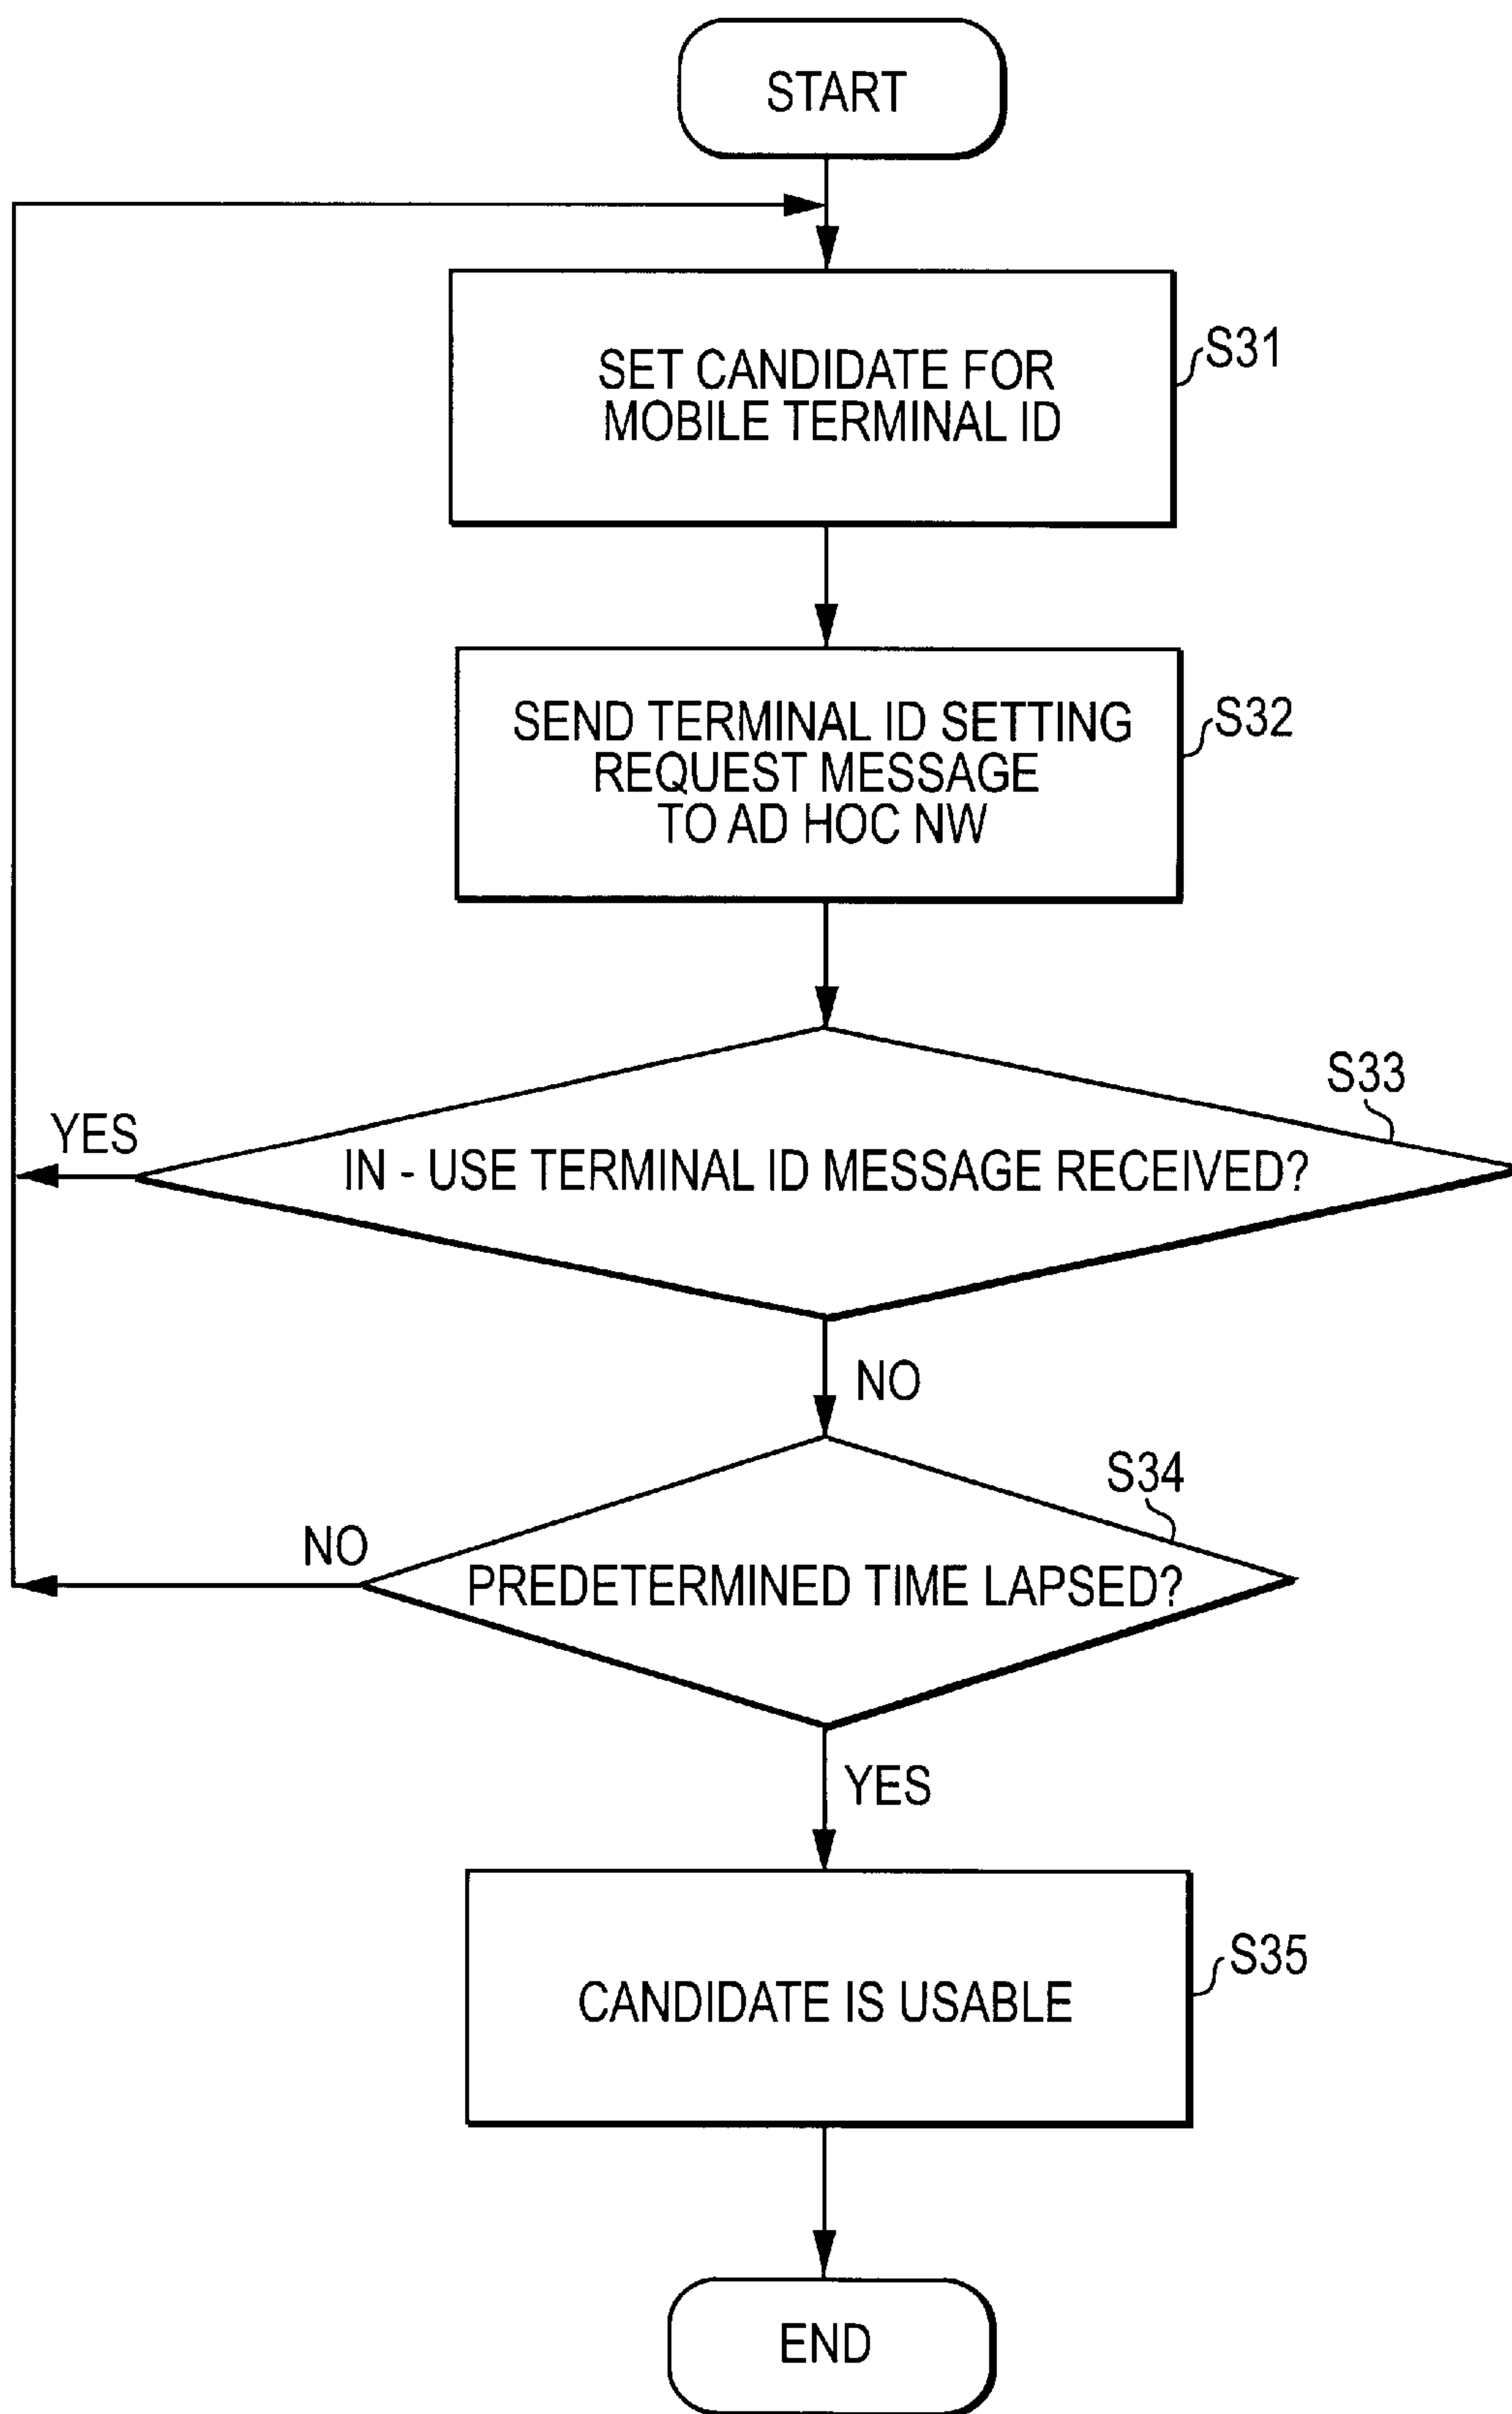 START
SET CANDIDATE FOR
MOBILE TERMINAL ID
S31
SEND TERMINAL ID SETTING
REQUEST MESSAGE
TO AD HOC NW
S32
S33
YES
IN - USE TERMINAL ID MESSAGE RECEIVED?
NO
S34
NO
PREDETERMINED TIME LAPSED?
YES
CANDIDATE IS USABLE
S35
END